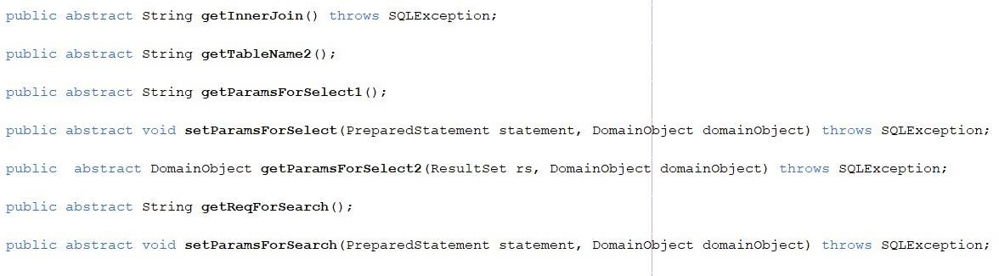 public abstract String getInnerJoin() throws SQLException;
public abstract String getTableName2();
public abstract String getParamsForSelect1();
public abstract void setParamsForSelect(PreparedStatement statement, DomainObject domainObject) throws SQLException;
public  abstract DomainObject getParamsForSelect2(ResultSet rs, DomainObject domainObject) throws SQLException;
public abstract String getReqForSearch();
public abstract void setParamsForSearch(PreparedStatement statement, DomainObject domainObject) throws SQLException;